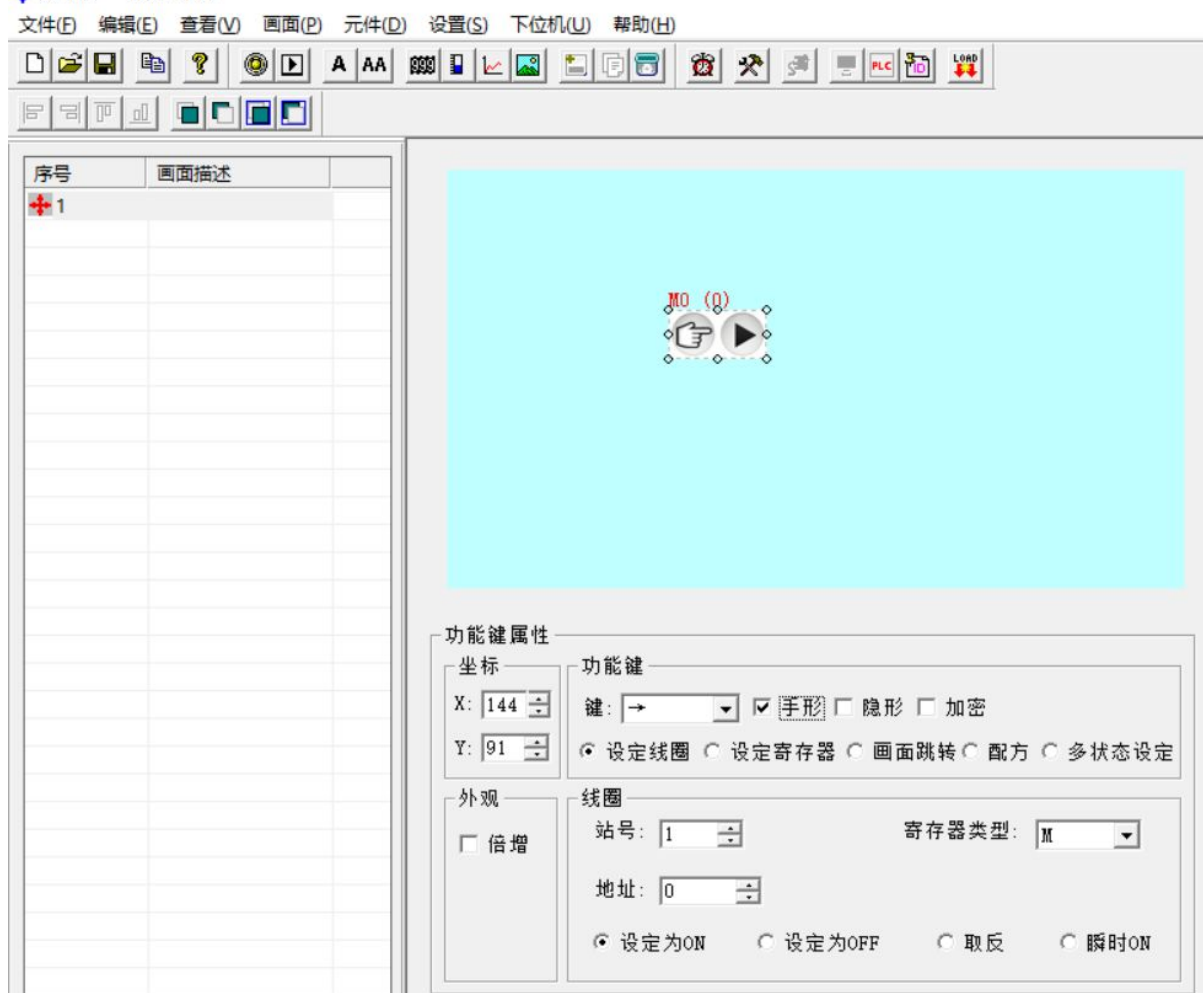 文件(F) 编辑(E) 查看(V) 画面(P) 元件(D) 设置(S) 下位机(U) 帮助(H)
A AA PLC ID LOAD
序号 画面描述
1
M0 (0)
功能键属性
坐标
X: 144
Y: 91
功能键
键: → 手形 隐形 加密
设定线圈 设定寄存器 画面跳转 配方 多状态设定
外观
倍增
线圈
站号: 1 寄存器类型: M
地址: 0
设定为ON 设定为OFF 取反 瞬时ON